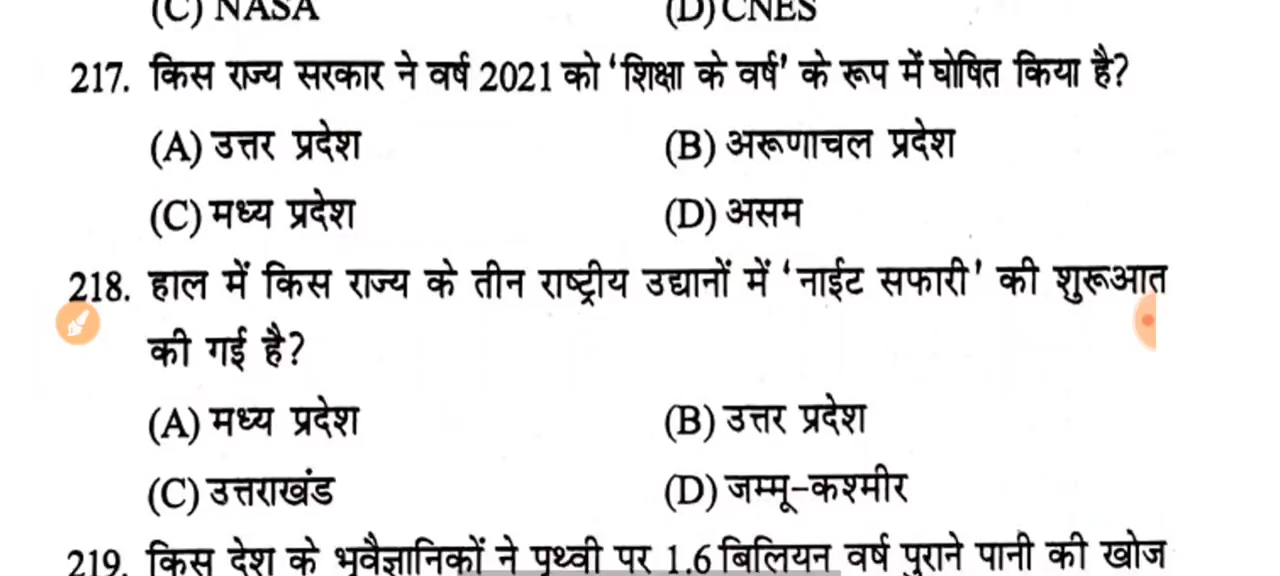 (C) NASA (D) CNES
217. किस राज्य सरकार ने वर्ष 2021 को ‘शिक्षा के वर्ष’ के रूप में घोषित किया है?
(A) उत्तर प्रदेश (B) अरूणाचल प्रदेश
(C) मध्य प्रदेश (D) असम
218. हाल में किस राज्य के तीन राष्ट्रीय उद्यानों में ‘नाईट सफारी’ की शुरूआत
की गई है?
(A) मध्य प्रदेश (B) उत्तर प्रदेश
(C) उत्तराखंड (D) जम्मू-कश्मीर
219. किस देश के भूवैज्ञानिकों ने पृथ्वी पर 1.6 बिलियन वर्ष पुराने पानी की खोज